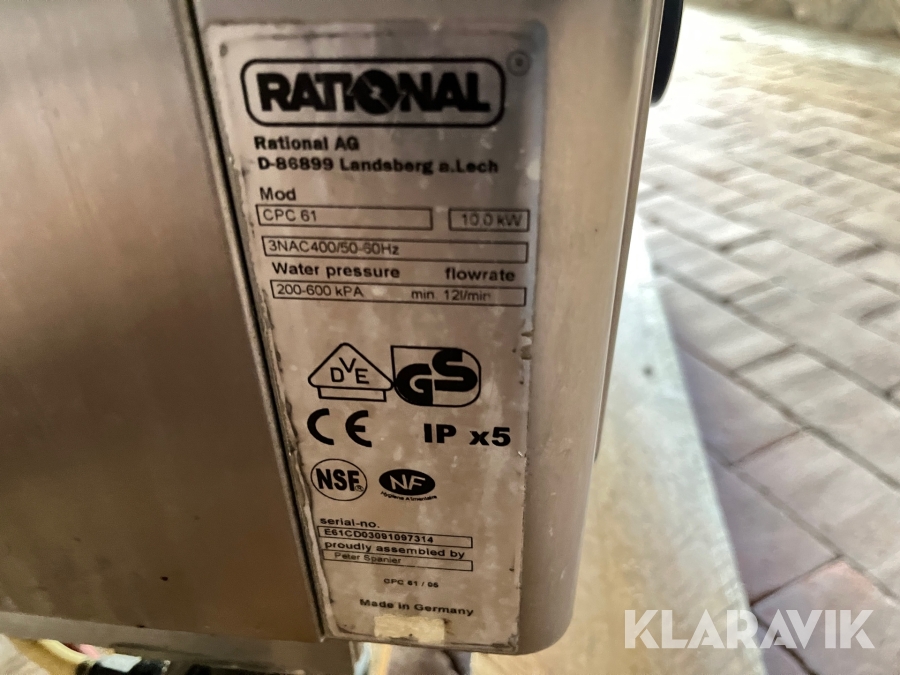 RATIONAL ®
Rational AG
D-86899 Landsberg a.Lech
Mod
CPC 61 10,0 kW
3NAC400/50-60Hz
Water pressure flowrate
200-600 kPA min. 12l/min
DVE GS
CE IP x5
NSF® NF
Hygiène Alimentaire
serial-no.
E61CD03091097314
proudly assembled by
Peter Spanier
CPC 61 / 05
Made in Germany
KLARAVIK